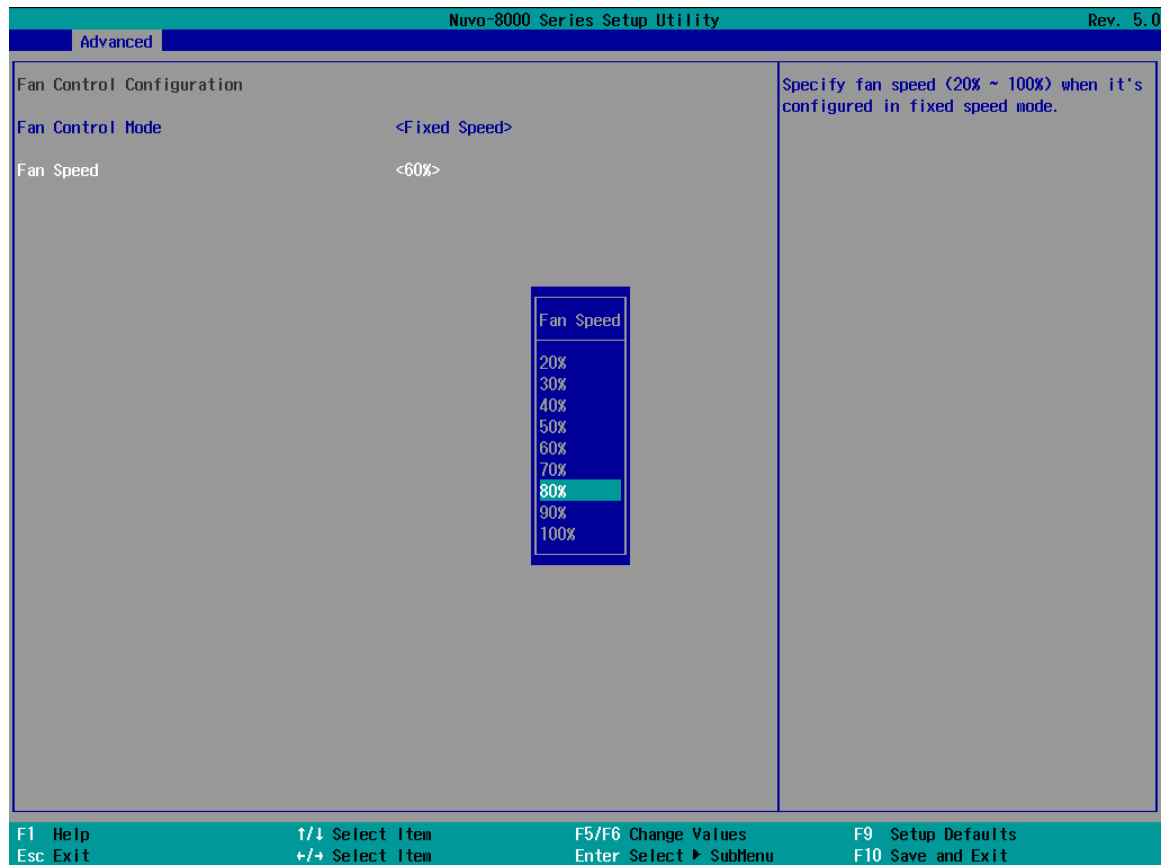 Nuvo-8000 Series Setup Utility Rev. 5.0
Advanced
Fan Control Configuration
Fan Control Mode <Fixed Speed>
Fan Speed <60%>
Specify fan speed (20% ~ 100%) when it's
configured in fixed speed mode.
Fan Speed
20%
30%
40%
50%
60%
70%
80%
90%
100%
F1 Help ↑/↓ Select Item F5/F6 Change Values F9 Setup Defaults
Esc Exit ←/→ Select Item Enter Select ▶ SubMenu F10 Save and Exit